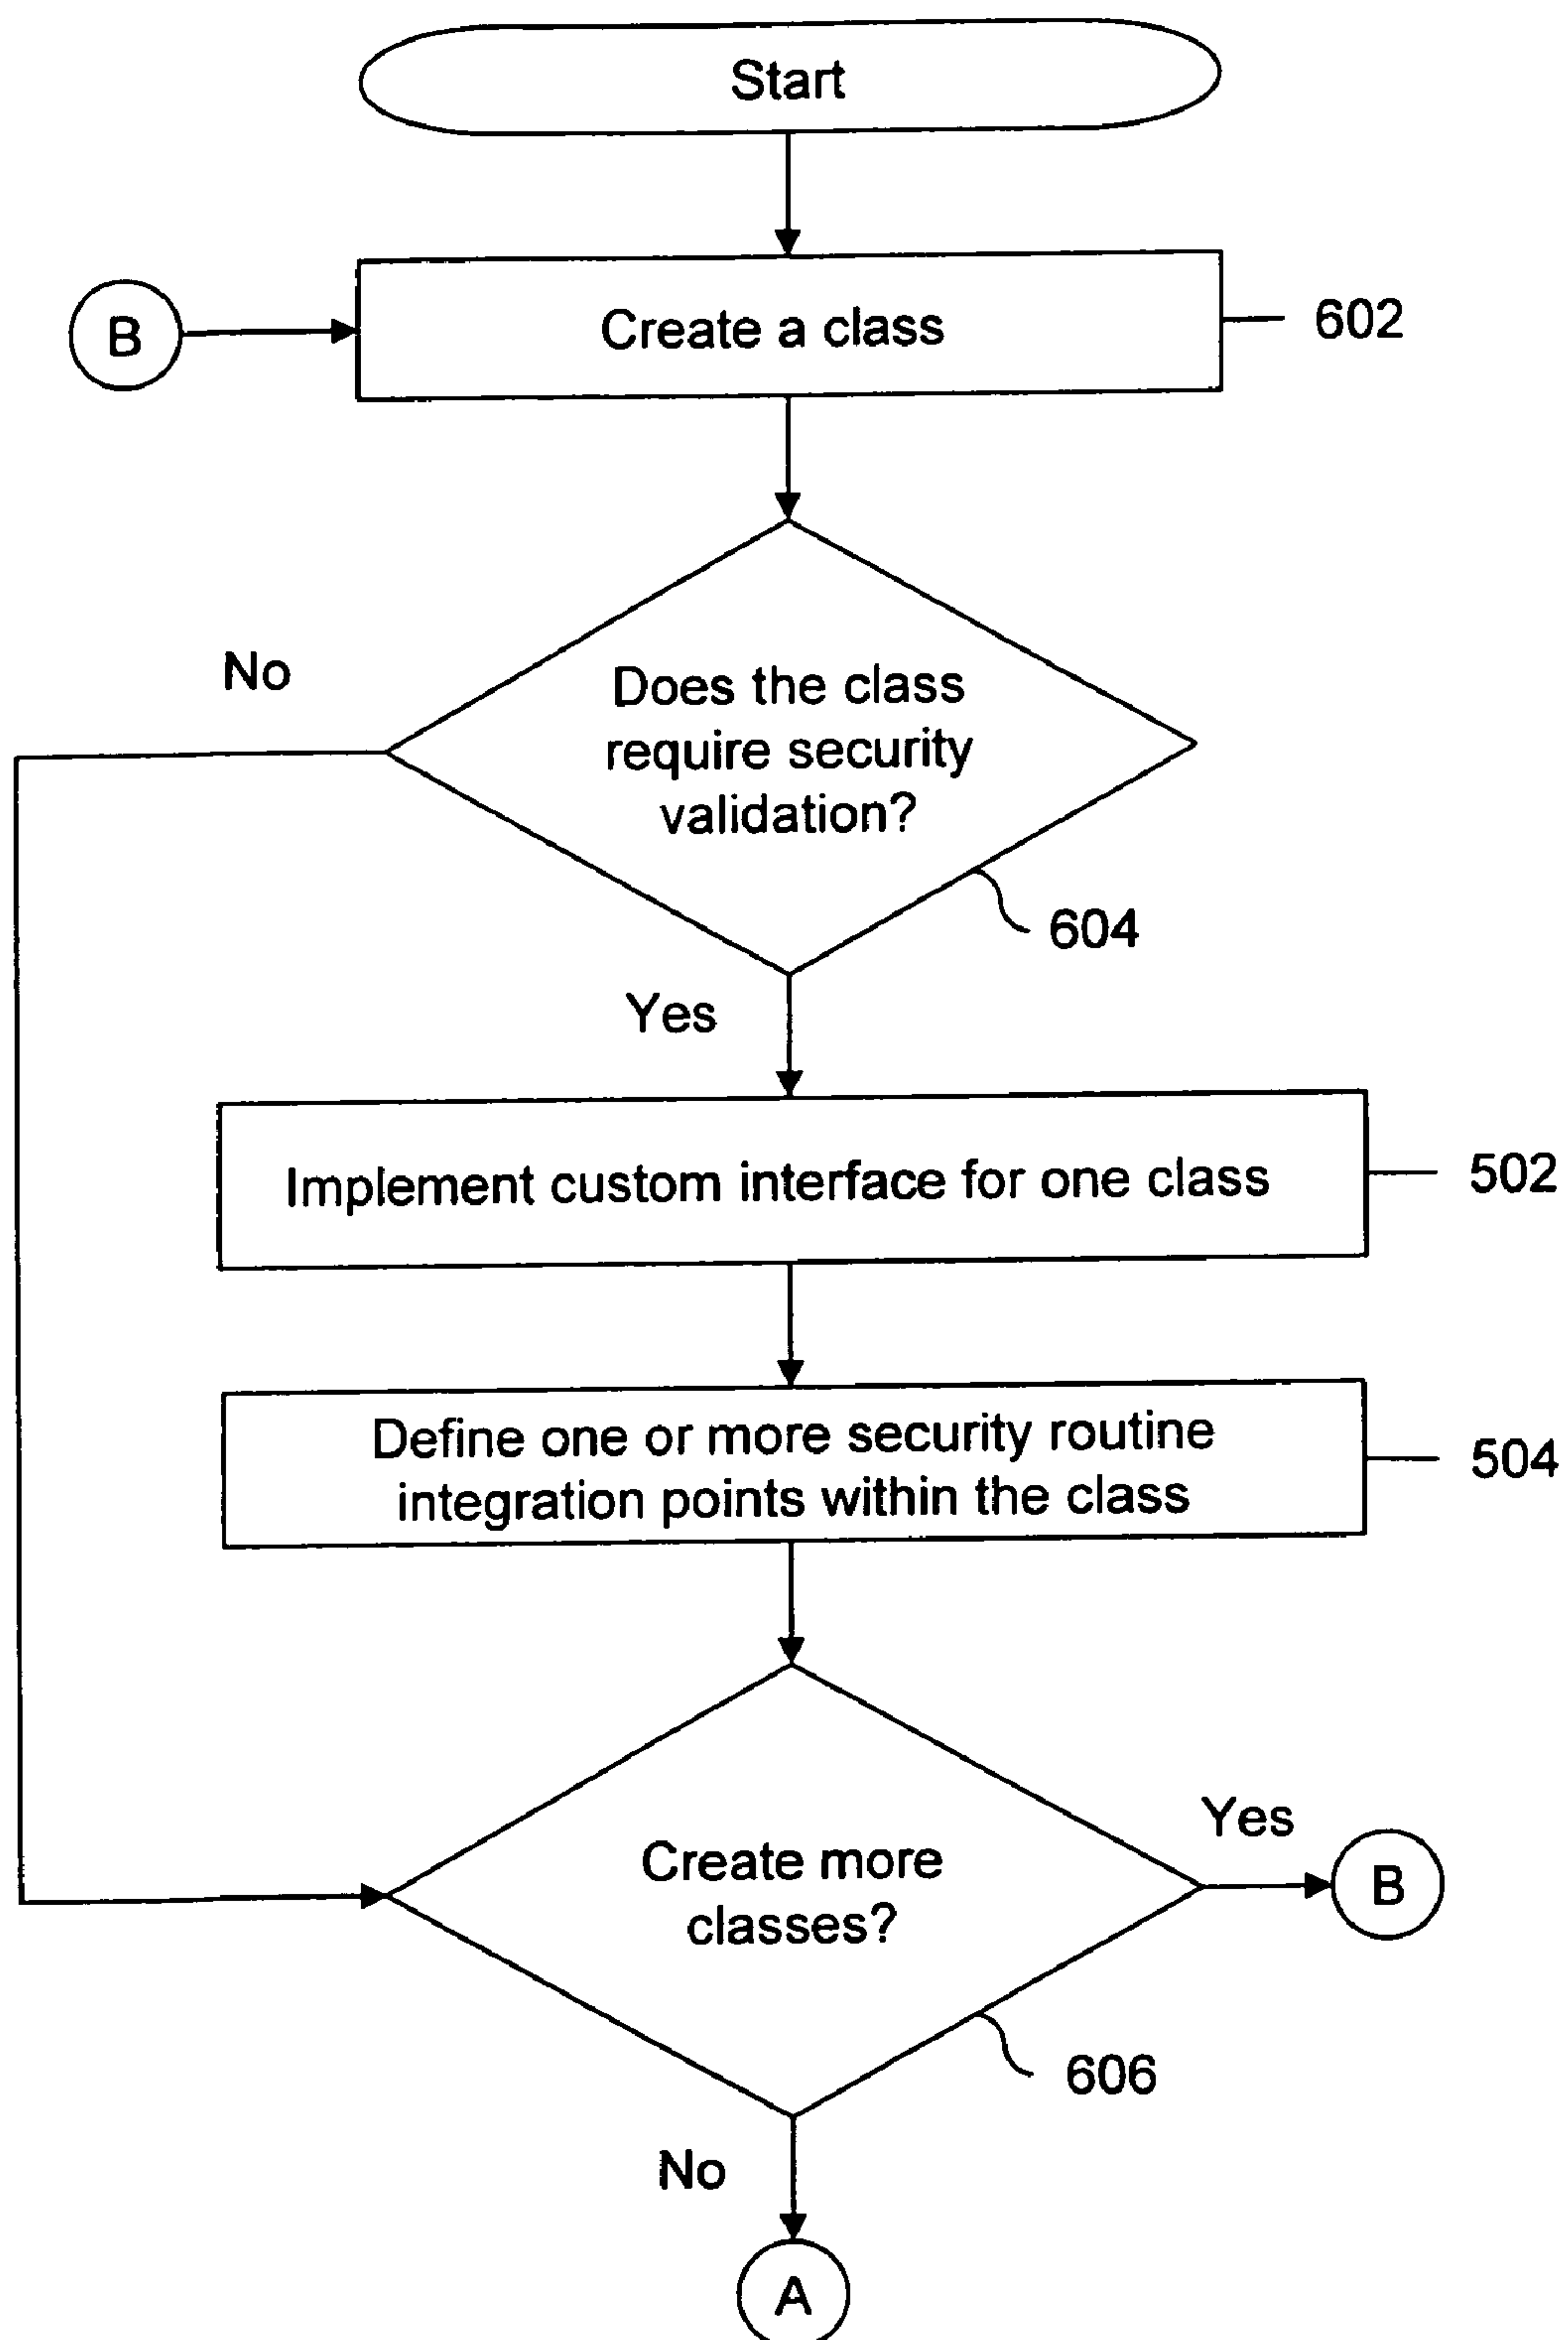 Start
B
Create a class
602
No
Does the class
require security
validation?
604
Yes
Implement custom interface for one class
502
Define one or more security routine
integration points within the class
504
Yes
Create more
classes?
B
606
No
A